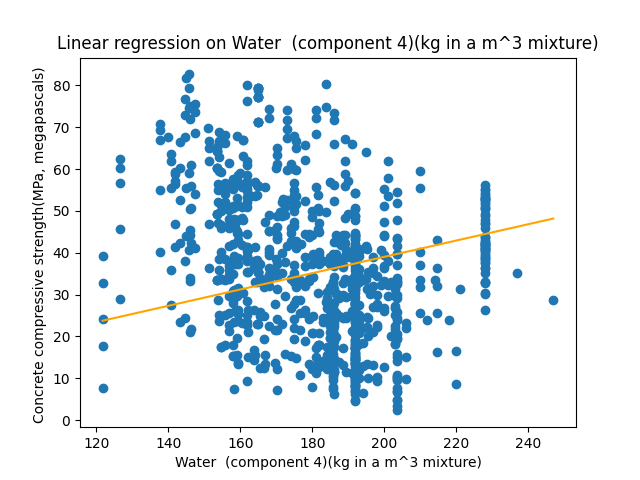 Linear regression on Water  (component 4)(kg in a m^3 mixture)
Concrete compressive strength(MPa, megapascals)
80
70
60
50
40
30
20
10
0
120 140 160 180 200 220 240
Water  (component 4)(kg in a m^3 mixture)